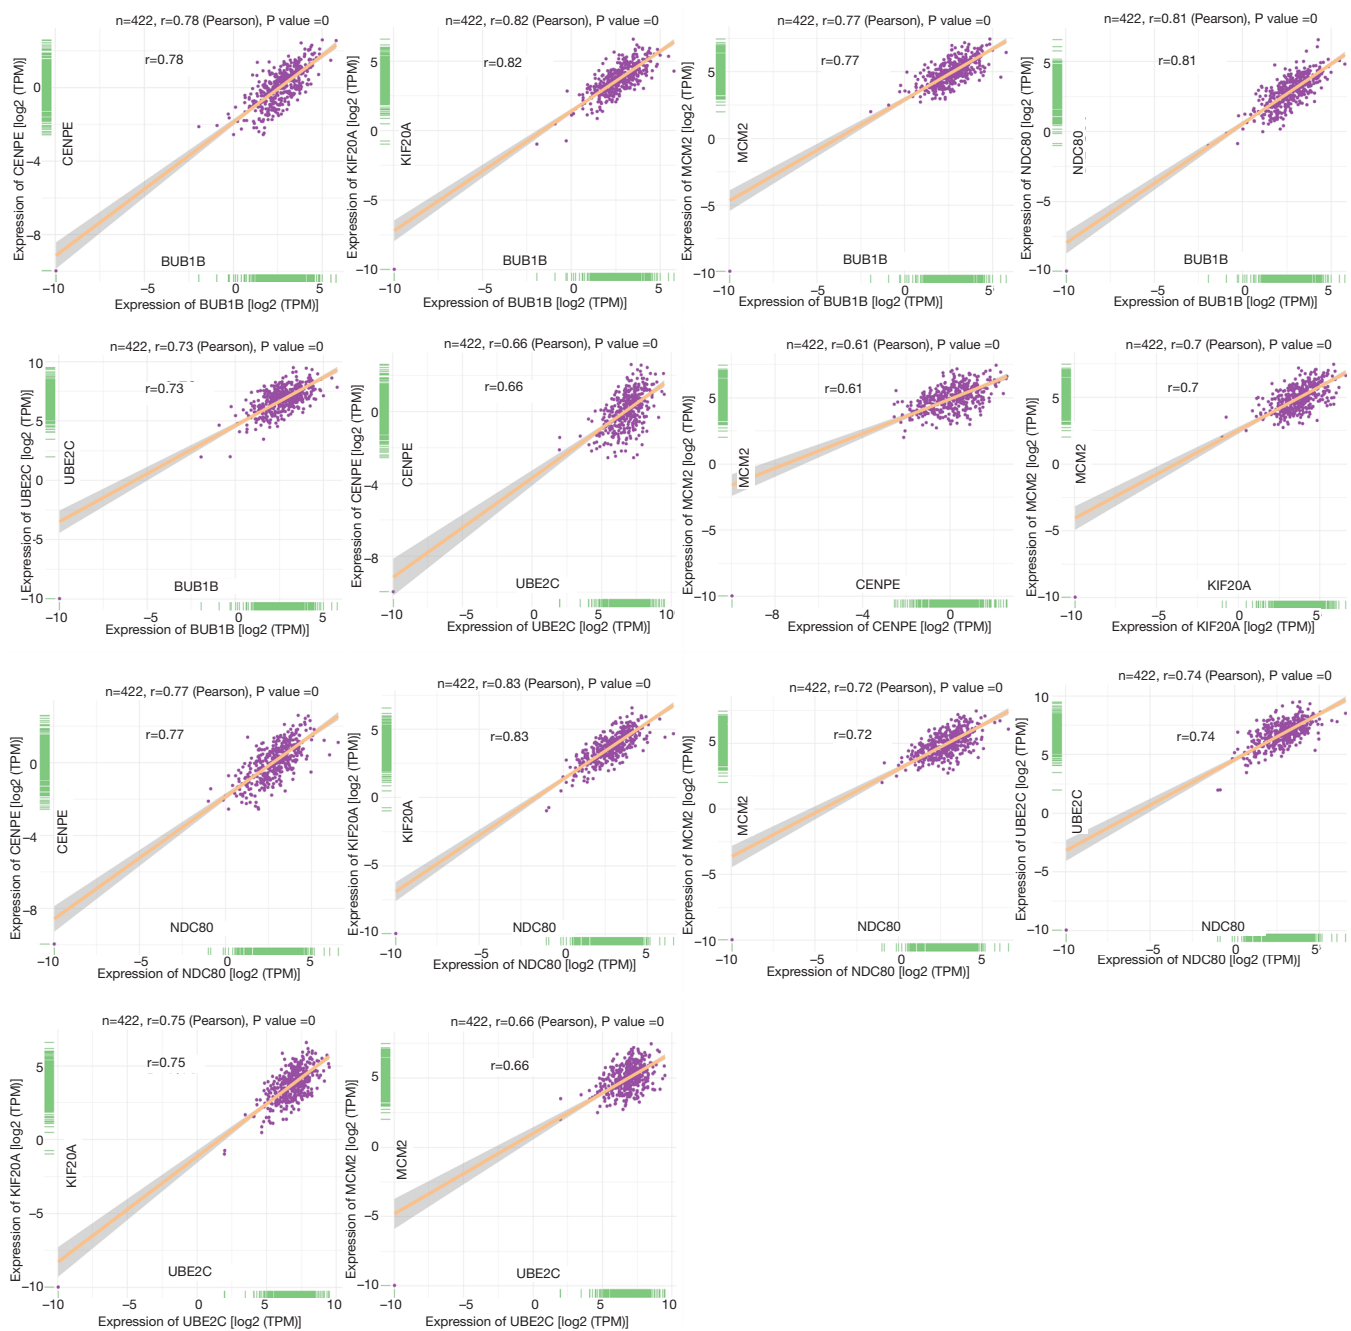 n=422, r=0.78 (Pearson), P value =0
r=0.78
Expression of CENPE [log2 (TPM)]
CENPE
0
−4
−8
BUB1B
−10
−5
0
5
Expression of BUB1B [log2 (TPM)]
n=422, r=0.82 (Pearson), P value =0
r=0.82
Expression of KIF20A [log2 (TPM)]
KIF20A
5
0
−5
−10
BUB1B
−10
−5
0
5
Expression of BUB1B [log2 (TPM)]
n=422, r=0.77 (Pearson), P value =0
r=0.77
Expression of MCM2 [log2 (TPM)]
MCM2
5
0
−5
−10
BUB1B
−10
−5
0
5
Expression of BUB1B [log2 (TPM)]
n=422, r=0.81 (Pearson), P value =0
r=0.81
Expression of NDC80 [log2 (TPM)]
NDC80
5
0
−5
−10
BUB1B
−10
−5
0
5
Expression of BUB1B [log2 (TPM)]
n=422, r=0.73 (Pearson), P value =0
r=0.73
Expression of UBE2C [log2 (TPM)]
UBE2C
10
5
0
−5
−10
BUB1B
−10
−5
0
5
Expression of BUB1B [log2 (TPM)]
n=422, r=0.66 (Pearson), P value =0
r=0.66
Expression of CENPE [log2 (TPM)]
CENPE
0
−4
−8
UBE2C
−10
−5
0
5
10
Expression of UBE2C [log2 (TPM)]
n=422, r=0.61 (Pearson), P value =0
r=0.61
Expression of MCM2 [log2 (TPM)]
MCM2
5
0
−5
−10
CENPE
−8
−4
0
Expression of CENPE [log2 (TPM)]
n=422, r=0.7 (Pearson), P value =0
r=0.7
Expression of MCM2 [log2 (TPM)]
MCM2
5
0
−5
−10
KIF20A
−10
−5
0
5
Expression of KIF20A [log2 (TPM)]
n=422, r=0.77 (Pearson), P value =0
r=0.77
Expression of CENPE [log2 (TPM)]
CENPE
0
−4
−8
NDC80
−10
−5
0
5
Expression of NDC80 [log2 (TPM)]
n=422, r=0.83 (Pearson), P value =0
r=0.83
Expression of KIF20A [log2 (TPM)]
KIF20A
5
0
−5
−10
NDC80
−10
−5
0
5
Expression of NDC80 [log2 (TPM)]
n=422, r=0.72 (Pearson), P value =0
r=0.72
Expression of MCM2 [log2 (TPM)]
MCM2
5
0
−5
−10
NDC80
−10
−5
0
5
Expression of NDC80 [log2 (TPM)]
n=422, r=0.74 (Pearson), P value =0
r=0.74
Expression of UBE2C [log2 (TPM)]
UBE2C
10
5
0
−5
−10
NDC80
−10
−5
0
5
Expression of NDC80 [log2 (TPM)]
n=422, r=0.75 (Pearson), P value =0
r=0.75
Expression of KIF20A [log2 (TPM)]
KIF20A
5
0
−5
−10
UBE2C
−10
−5
0
5
10
Expression of UBE2C [log2 (TPM)]
n=422, r=0.66 (Pearson), P value =0
r=0.66
Expression of MCM2 [log2 (TPM)]
MCM2
5
0
−5
−10
UBE2C
−10
−5
0
5
10
Expression of UBE2C [log2 (TPM)]